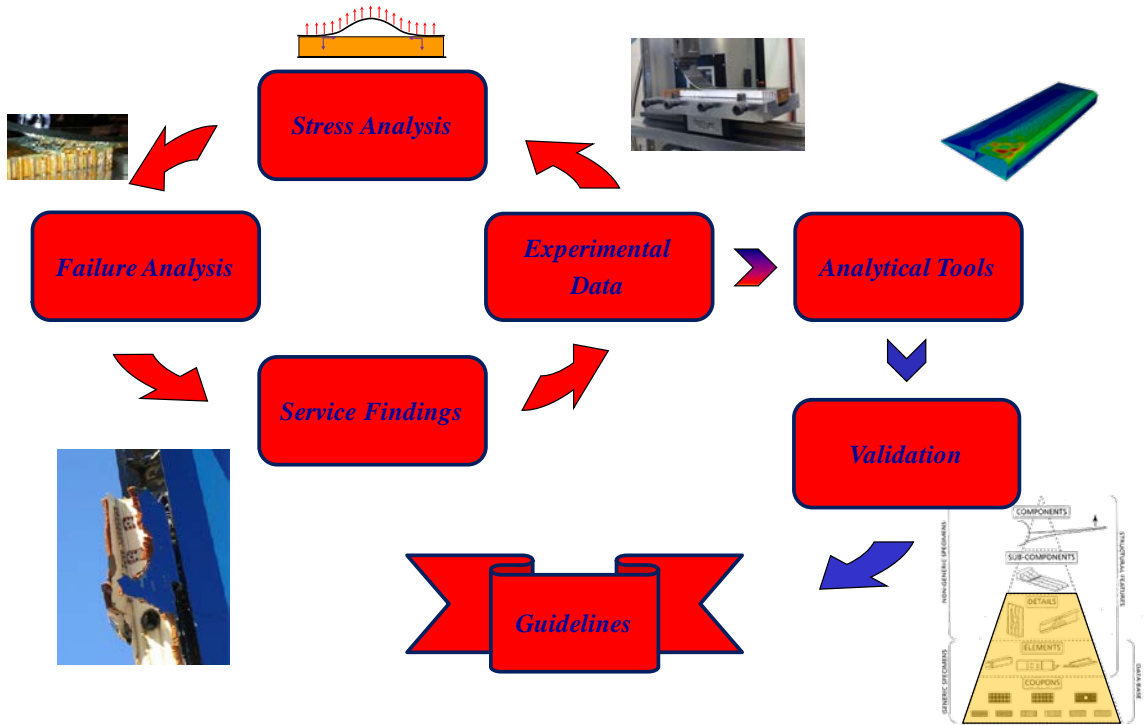 Stress Analysis
Failure Analysis
Experimental
Data
Analytical Tools
Service Findings
Validation
Guidelines
COMPONENTS
SUB-COMPONENTS
DETAILS
ELEMENTS
COUPONS
NON-GENERIC SPECIMENS
GENERIC SPECIMENS
STRUCTURAL FEATURES
DATA-BASE